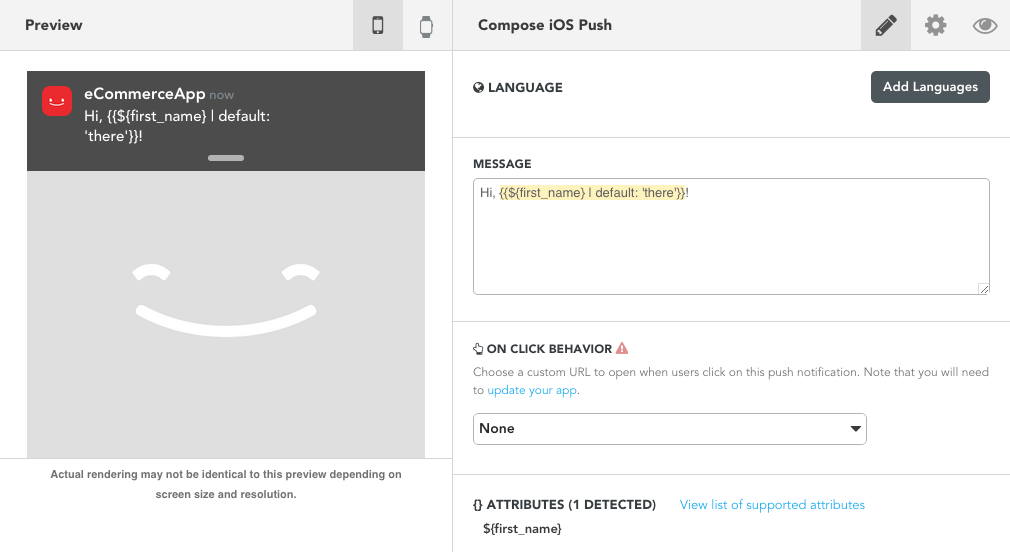 Preview
Compose iOS Push
eCommerceApp now
Hi, {{${first_name} | default:
'there'}}!
Actual rendering may not be identical to this preview depending on
screen size and resolution.
LANGUAGE
Add Languages
MESSAGE
Hi, {{${first_name} | default: 'there'}}!
ON CLICK BEHAVIOR
Choose a custom URL to open when users click on this push notification. Note that you will need
to update your app.
None
{} ATTRIBUTES (1 DETECTED) View list of supported attributes
${first_name}